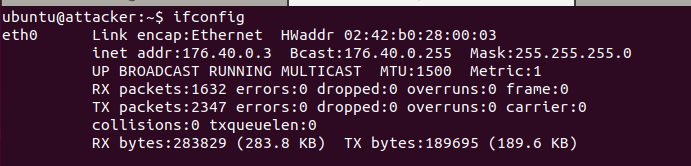 ubuntu@attacker:~$ ifconfig
eth0 Link encap:Ethernet HWaddr 02:42:b0:28:00:03
inet addr:176.40.0.3 Bcast:176.40.0.255 Mask:255.255.255.0
UP BROADCAST RUNNING MULTICAST MTU:1500 Metric:1
RX packets:1632 errors:0 dropped:0 overruns:0 frame:0
TX packets:2347 errors:0 dropped:0 overruns:0 carrier:0
collisions:0 txqueuelen:0
RX bytes:283829 (283.8 KB) TX bytes:189695 (189.6 KB)